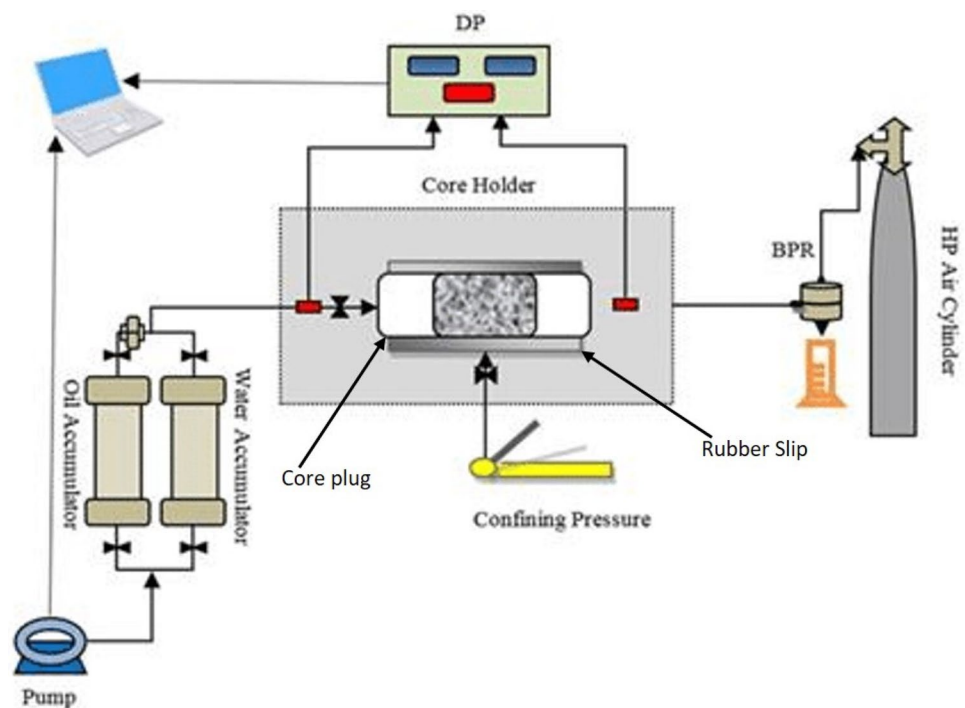 DP
Core Holder
BPR
HP Air Cylinder
Oil Accumulator
Water Accumulator
Core plug
Rubber Slip
Confining Pressure
Pump